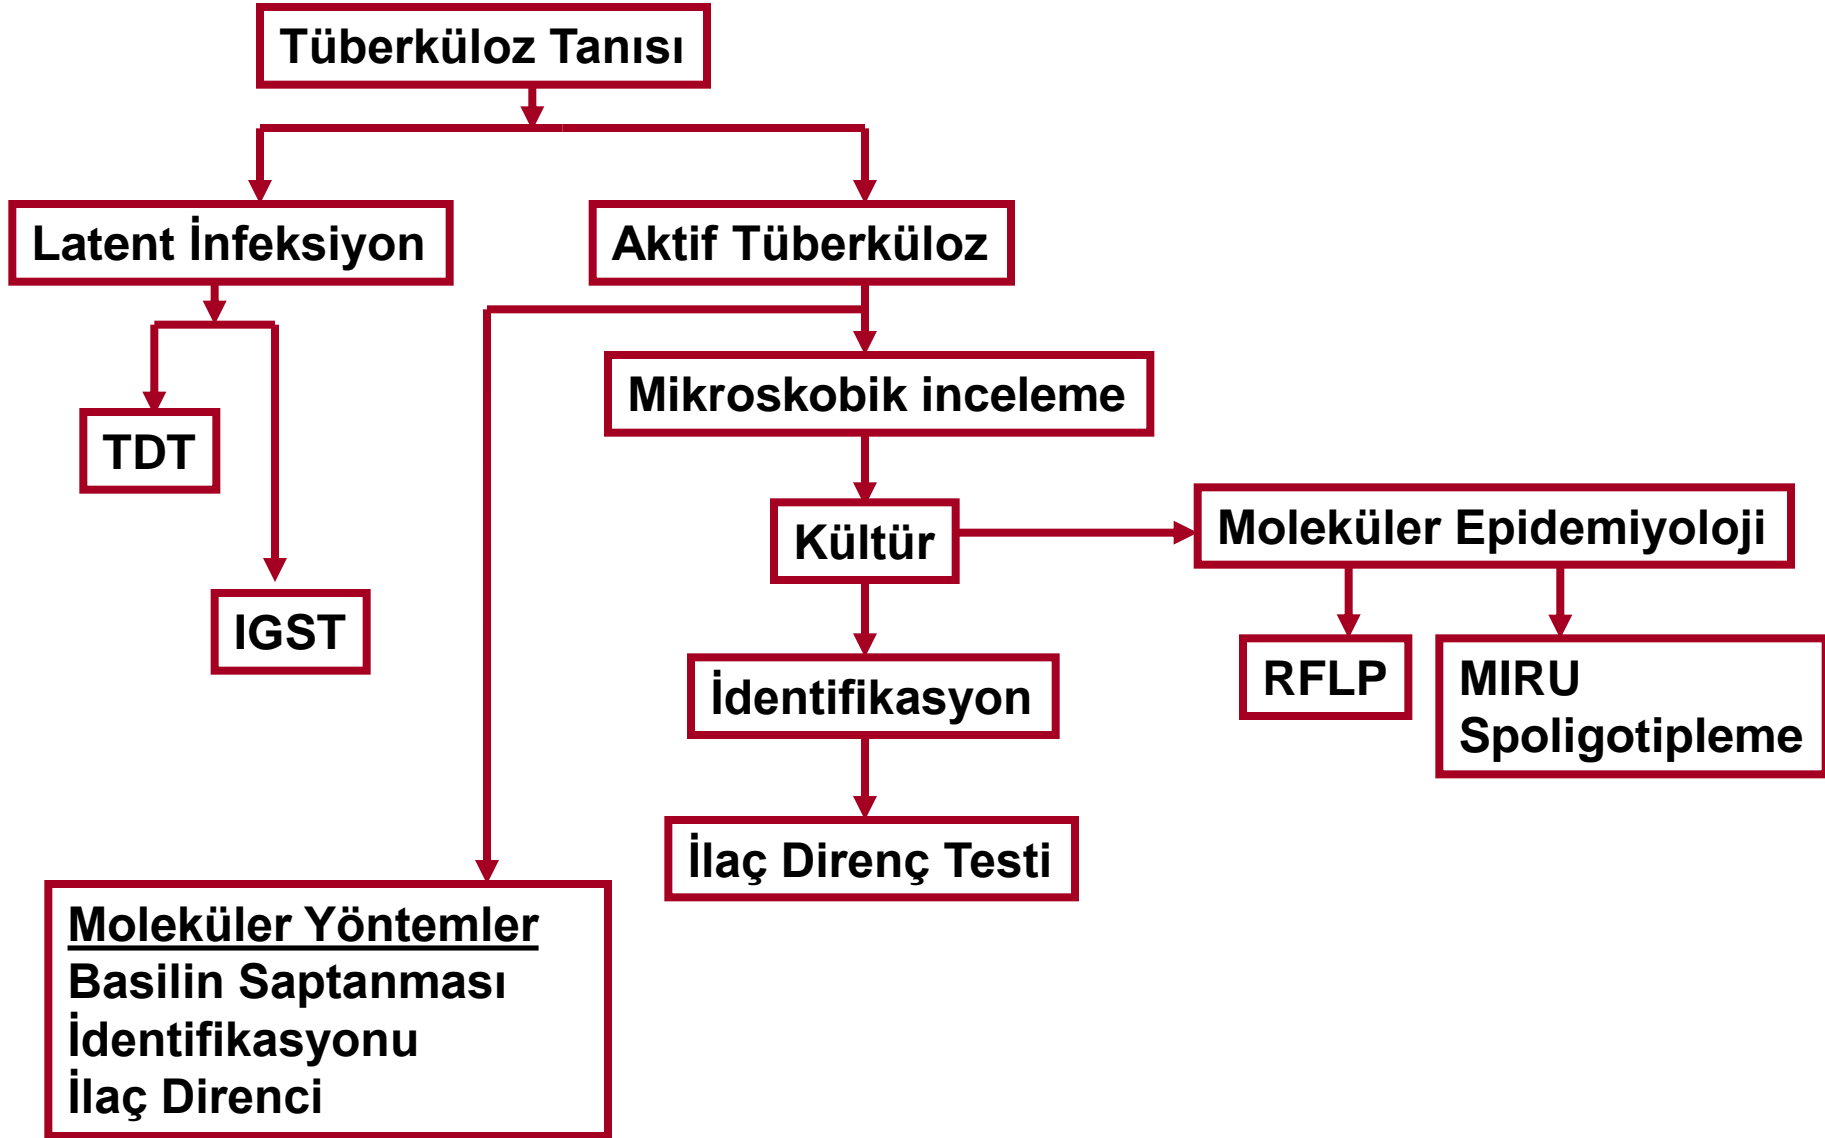 Tüberküloz Tanısı
Latent İnfeksiyon
Aktif Tüberküloz
Mikroskobik inceleme
TDT
Kültür
Moleküler Epidemiyoloji
IGST
İdentifikasyon
RFLP
MIRU
Spoligotipleme
İlaç Direnç Testi
Moleküler Yöntemler
Basilin Saptanması
İdentifikasyonu
İlaç Direnci